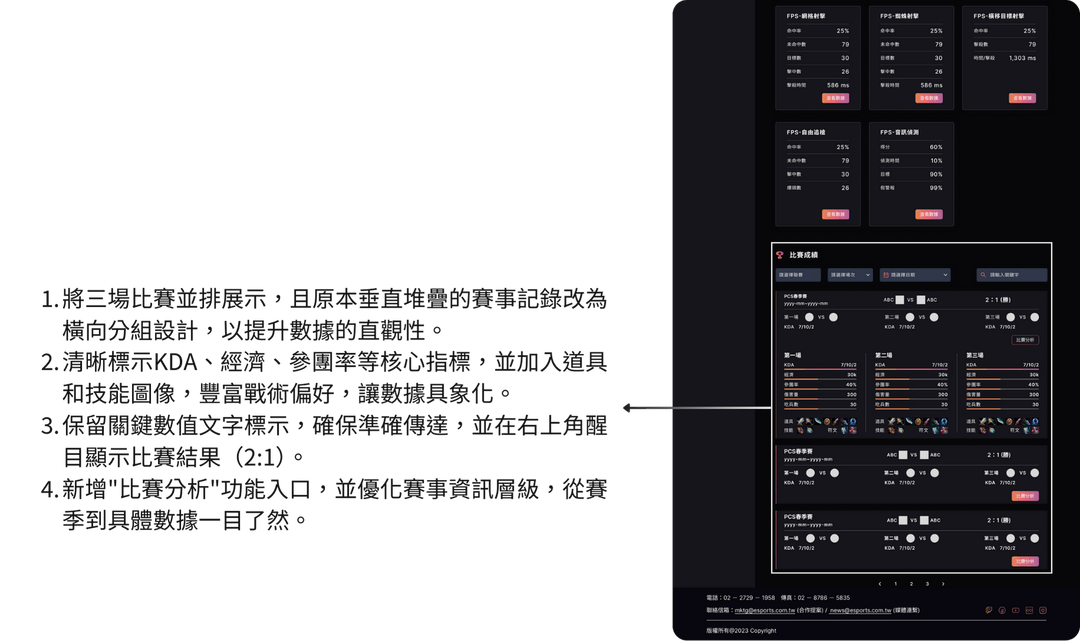 1. 將三場比賽並排展示，且原本垂直堆疊的賽事記錄改為
橫向分組設計，以提升數據的直觀性。
2. 清晰標示KDA、經濟、參團率等核心指標，並加入道具
和技能圖像，豐富戰術偏好，讓數據具象化。
3. 保留關鍵數值文字標示，確保準確傳達，並在右上角醒
目顯示比賽結果（2:1）。
4. 新增"比賽分析"功能入口，並優化賽事資訊層級，從賽
季到具體數據一目了然。
FPS-網格射擊
命中率 25%
未命中數 79
目標數 30
擊中數 26
擊殺時間 586 ms
查看數據
FPS-蜘蛛射擊
命中率 25%
未命中數 79
目標數 30
擊中數 26
擊殺時間 586 ms
查看數據
FPS-橫移目標射擊
命中率 25%
擊殺數 79
時間/擊殺 1,303 ms
查看數據
FPS-自由追槍
命中率 25%
未命中數 79
擊中數 30
26
查看數據
FPS-音訊偵測
得分 60%
偵測時間 10%
目標 90%
假警報 99%
查看數據
比賽成績
請選擇聯賽 請選擇場次 請選擇日期 請輸入關鍵字
PCS春季賽
yyyy-mm~yyyy-mm
ABC VS ABC
2：1 (勝)
第一場 VS 第二場 VS 第三場 VS
KDA 7/10/2 KDA 7/10/2 KDA 7/10/2
比賽分析
第一場 第二場 第三場
KDA 7/10/2 KDA 7/10/2 KDA 7/10/2
經濟 30k 經濟 30k 經濟 30k
參團率 40% 參團率 40% 參團率 40%
傷害量 300 傷害量 300 傷害量 300
吃兵數 30 吃兵數 30 吃兵數 30
道具 道具 道具
技能 符文 技能 符文 技能 符文
PCS春季賽
yyyy-mm~yyyy-mm
ABC VS ABC
2：1 (勝)
第一場 VS 第二場 VS 第三場 VS
KDA 7/10/2 KDA 7/10/2 KDA 7/10/2
比賽分析
PCS春季賽
yyyy-mm~yyyy-mm
ABC VS ABC
2：1 (勝)
第一場 VS 第二場 VS 第三場 VS
KDA 7/10/2 KDA 7/10/2 KDA 7/10/2
比賽分析
< 1 2 3 >
電話：02 － 2729 － 1958 傳真：02 － 8786 － 5835
聯絡信箱：mktg@esports.com.tw (合作提案) / news@esports.com.tw (媒體連繫)
版權所有@2023 Copyright